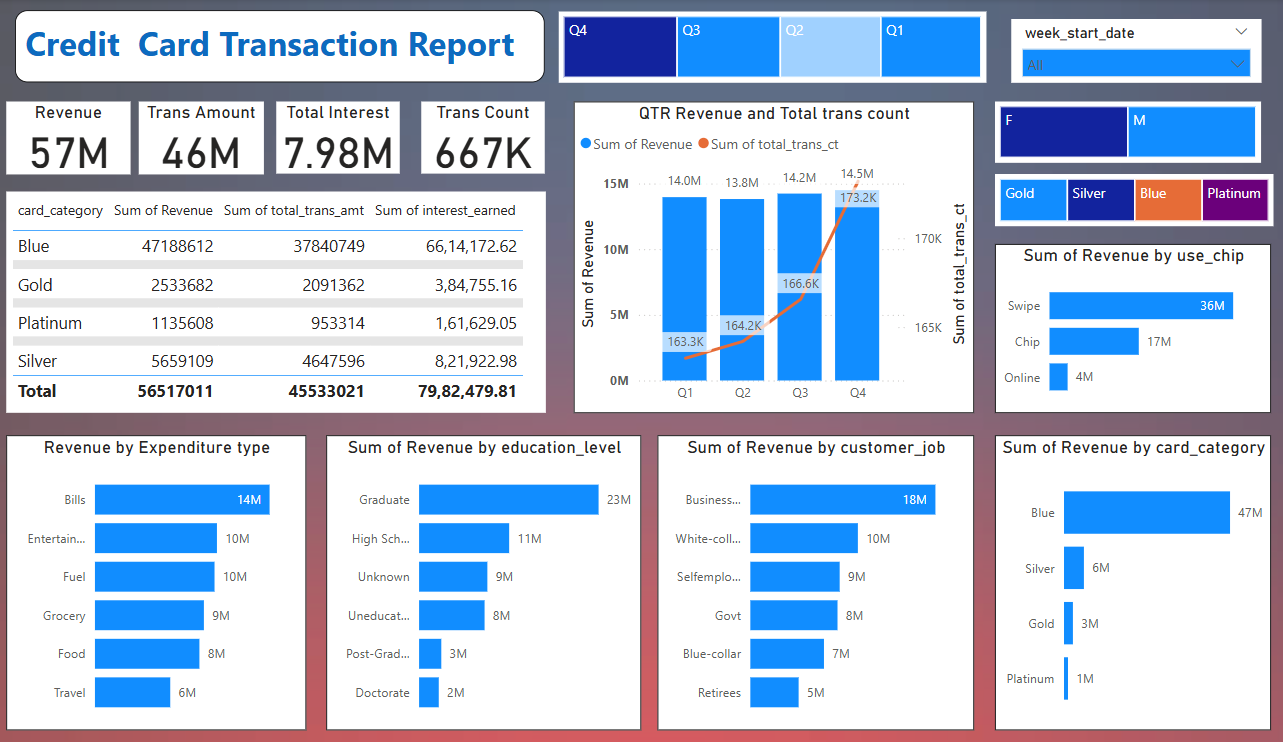 Credit Card Transaction Report
Q4 Q3 Q2 Q1
week_start_date
All
Revenue
57M
Trans Amount
46M
Total Interest
7.98M
Trans Count
667K
card_category Sum of Revenue Sum of total_trans_amt Sum of interest_earned
Blue 47188612 37840749 66,14,172.62
Gold 2533682 2091362 3,84,755.16
Platinum 1135608 953314 1,61,629.05
Silver 5659109 4647596 8,21,922.98
Total 56517011 45533021 79,82,479.81
QTR Revenue and Total trans count
Sum of Revenue Sum of total_trans_ct
Sum of Revenue
15M
10M
5M
0M
14.0M 13.8M 14.2M 14.5M
163.3K 164.2K 166.6K 173.2K
Q1 Q2 Q3 Q4
170K
165K
Sum of total_trans_ct
F M
Gold Silver Blue Platinum
Sum of Revenue by use_chip
Swipe 36M
Chip 17M
Online 4M
Revenue by Expenditure type
Bills 14M
Entertain... 10M
Fuel 10M
Grocery 9M
Food 8M
Travel 6M
Sum of Revenue by education_level
Graduate 23M
High Sch... 11M
Unknown 9M
Uneducat... 8M
Post-Grad... 3M
Doctorate 2M
Sum of Revenue by customer_job
Business... 18M
White-coll... 10M
Selfemplo... 9M
Govt 8M
Blue-collar 7M
Retirees 5M
Sum of Revenue by card_category
Blue 47M
Silver 6M
Gold 3M
Platinum 1M